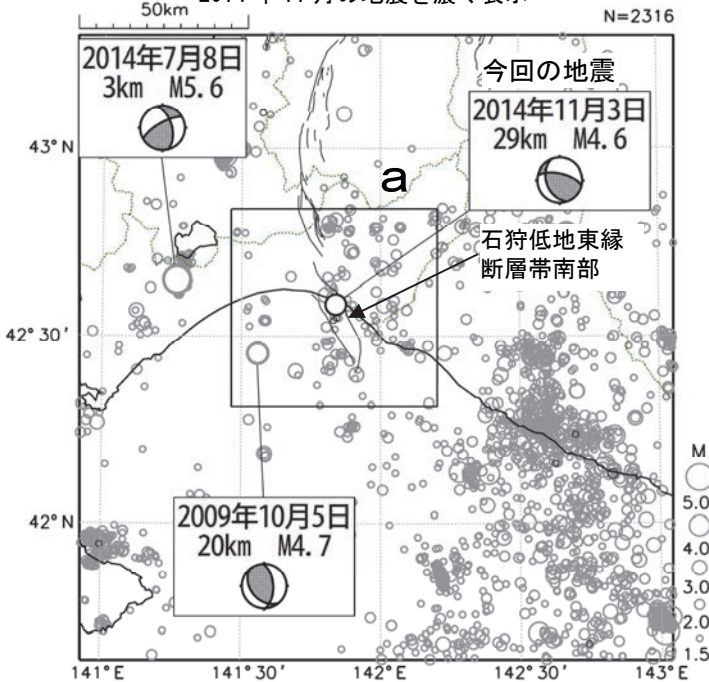 50km
N=2316
2014年7月8日
3km M5.6
今回の地震
2014年11月3日
29km M4.6
43°N
a
石狩低地東縁
断層帯南部
42°30′
2009年10月5日
20km M4.7
42°N
M
5.0
4.0
3.0
2.0
1.5
141°E
141°30′
142°E
142°30′
143°E